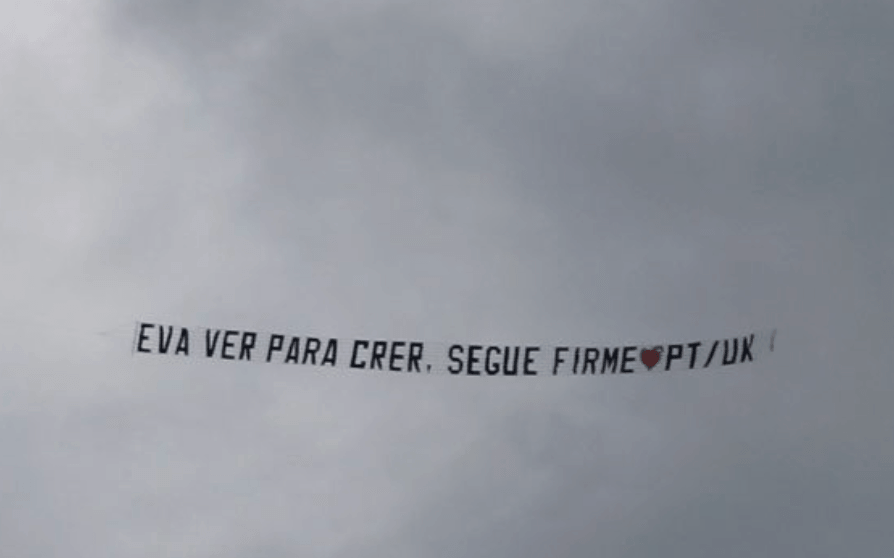 EVA VER PARA CRER, SEGUE FIRME❤PT/UK